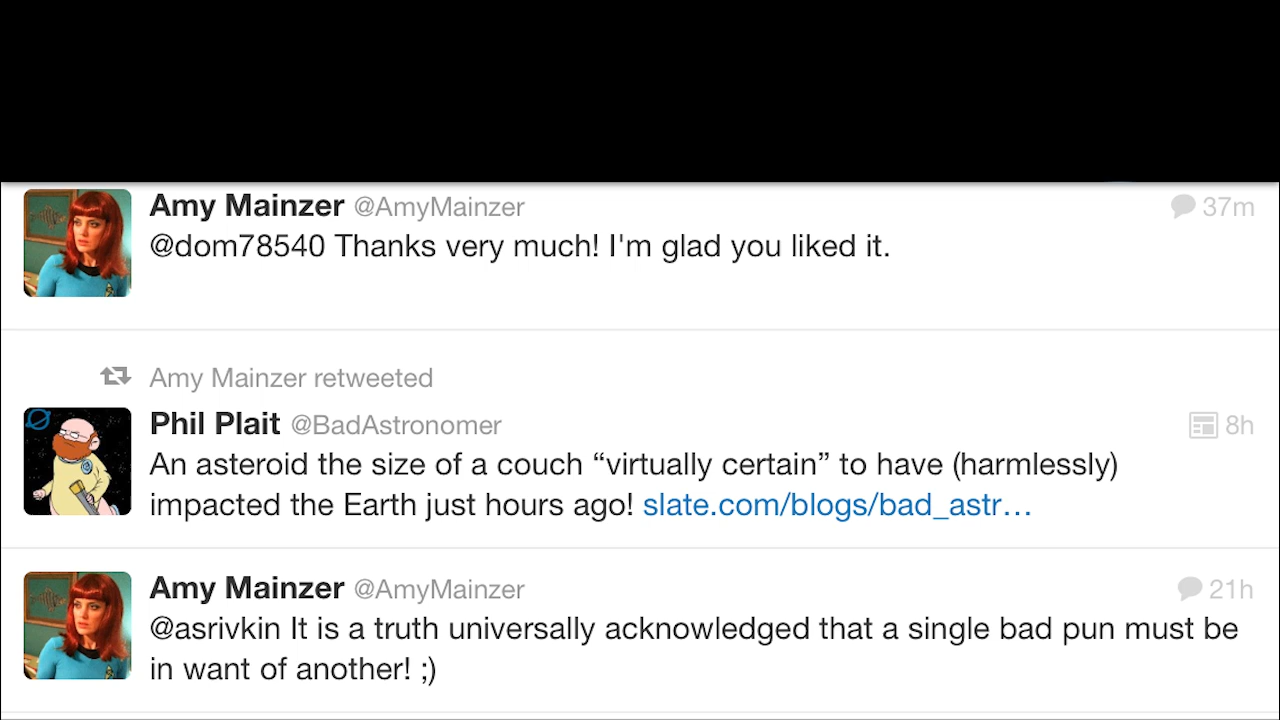 Amy Mainzer @AmyMainzer 37m
@dom78540 Thanks very much! I'm glad you liked it.
Amy Mainzer retweeted
Phil Plait @BadAstronomer 8h
An asteroid the size of a couch “virtually certain” to have (harmlessly)
impacted the Earth just hours ago! slate.com/blogs/bad_astr…
Amy Mainzer @AmyMainzer 21h
@asrivkin It is a truth universally acknowledged that a single bad pun must be
in want of another! ;)